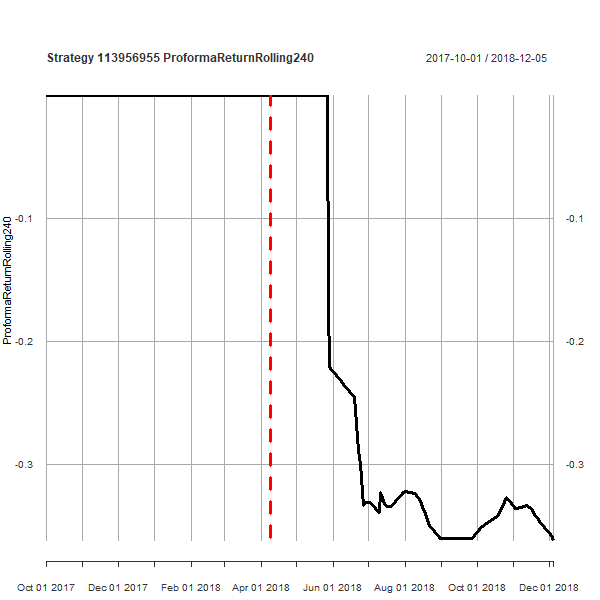 Strategy 113956955 ProformaReturnRolling240
2017-10-01 / 2018-12-05
ProformaReturnRolling240
-0.1 -0.1
-0.2 -0.2
-0.3 -0.3
Oct 01 2017 Dec 01 2017 Feb 01 2018 Apr 01 2018 Jun 01 2018 Aug 01 2018 Oct 01 2018 Dec 01 2018